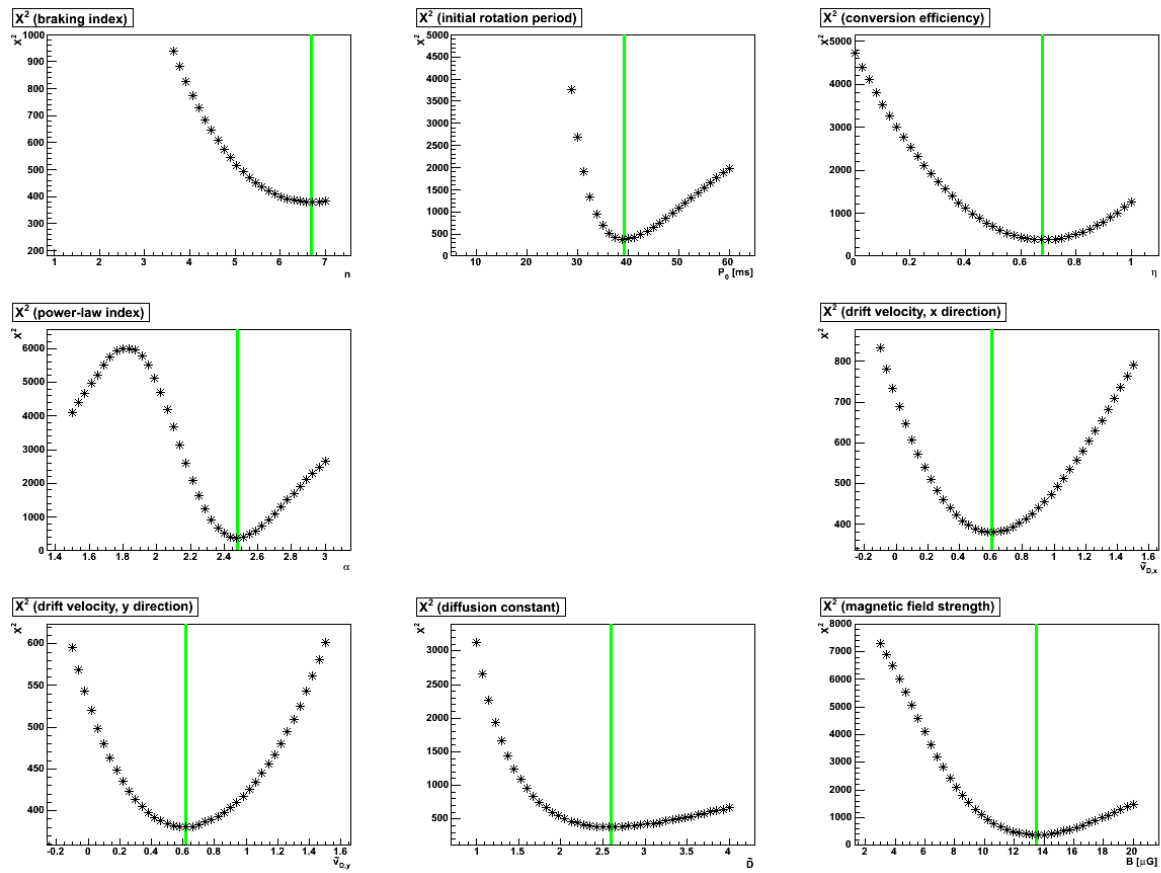 X² (braking index)
X²
1000
900
800
700
600
500
400
300
200
1 2 3 4 5 6 7
n
X² (initial rotation period)
X²
5000
4500
4000
3500
3000
2500
2000
1500
1000
500
0
10 20 30 40 50 60
P₀ [ms]
X² (conversion efficiency)
X²
5000
4000
3000
2000
1000
0
0 0.2 0.4 0.6 0.8 1
η
X² (power-law index)
X²
6000
5000
4000
3000
2000
1000
0
1.4 1.6 1.8 2 2.2 2.4 2.6 2.8 3
α
X² (drift velocity, x direction)
X²
800
700
600
500
400
-0.2 0 0.2 0.4 0.6 0.8 1 1.2 1.4 1.6
ṽ_D,x
X² (drift velocity, y direction)
X²
600
550
500
450
400
-0.2 0 0.2 0.4 0.6 0.8 1 1.2 1.4 1.6
ṽ_D,y
X² (diffusion constant)
X²
3000
2500
2000
1500
1000
500
1 1.5 2 2.5 3 3.5 4
D̃
X² (magnetic field strength)
X²
8000
7000
6000
5000
4000
3000
2000
1000
0
2 4 6 8 10 12 14 16 18 20
B [μG]